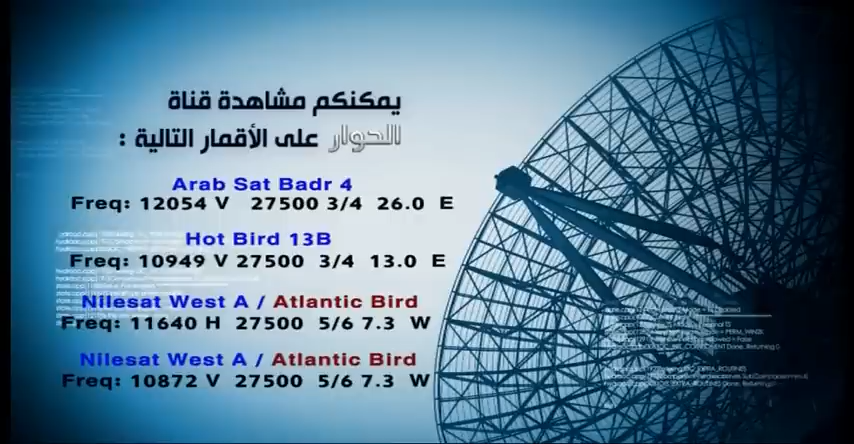 يمكنكم مشاهدة قناة
الحوار على الأقمار التالية :
Arab Sat Badr 4
Freq: 12054 V 27500 3/4 26.0 E
Hot Bird 13B
Freq: 10949 V 27500 3/4 13.0 E
Nilesat West A / Atlantic Bird
Freq: 11640 H 27500 5/6 7.3 W
Nilesat West A / Atlantic Bird
Freq: 10872 V 27500 5/6 7.3 W